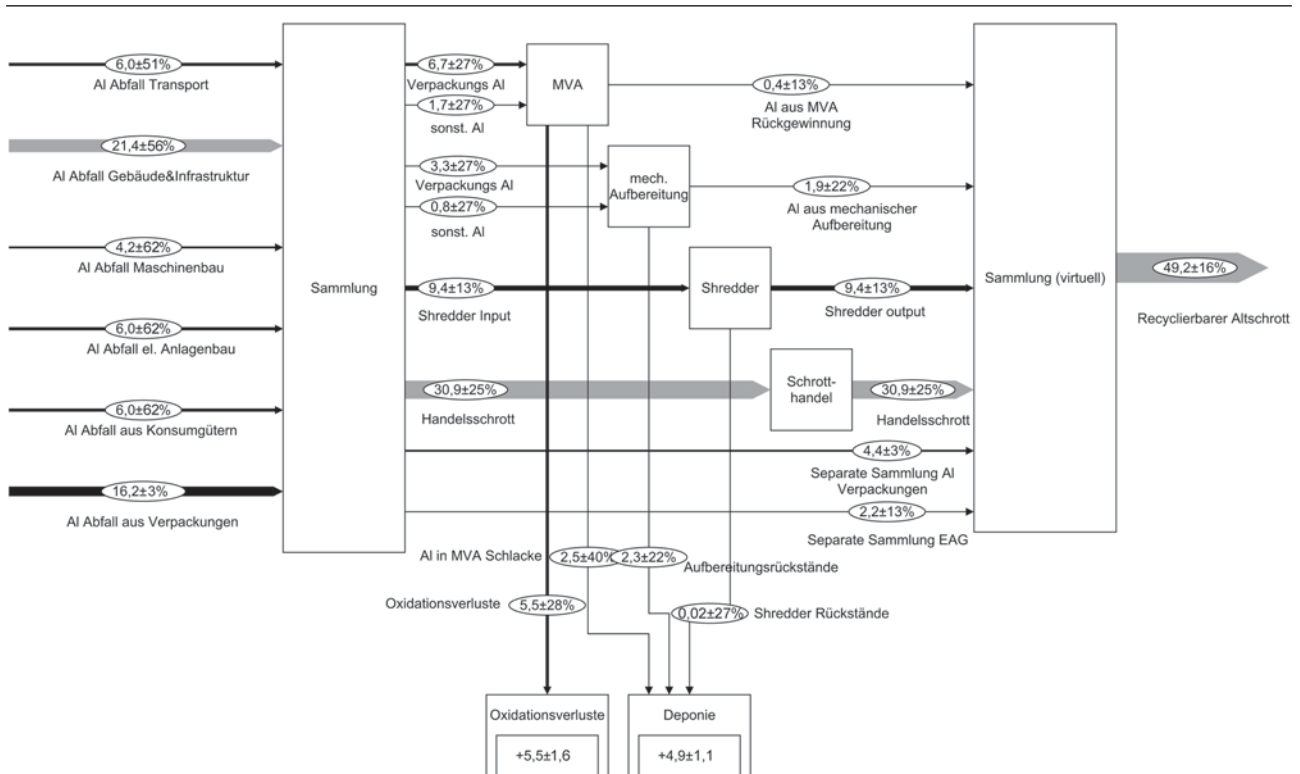 6,0±51%
Al Abfall Transport
21,4±56%
Al Abfall Gebäude&Infrastruktur
4,2±62%
Al Abfall Maschinenbau
6,0±62%
Al Abfall el. Anlagenbau
6,0±62%
Al Abfall aus Konsumgütern
16,2±3%
Al Abfall aus Verpackungen
Sammlung
6,7±27%
Verpackungs Al
1,7±27%
sonst. Al
3,3±27%
Verpackungs Al
0,8±27%
sonst. Al
9,4±13%
Shredder Input
30,9±25%
Handelsschrott
MVA
mech.
Aufbereitung
Shredder
Schrott-
handel
0,4±13%
Al aus MVA
Rückgewinnung
1,9±22%
Al aus mechanischer
Aufbereitung
9,4±13%
Shredder output
30,9±25%
Handelsschrott
4,4±3%
Separate Sammlung Al
Verpackungen
2,2±13%
Separate Sammlung EAG
Sammlung (virtuell)
49,2±16%
Recyclierbarer Altschrott
Al in MVA Schlacke
2,5±40%
2,3±22%
Aufbereitungsrückstände
Oxidationsverluste
5,5±28%
0,02±27%
Shredder Rückstände
Oxidationsverluste
+5,5±1,6
Deponie
+4,9±1,1